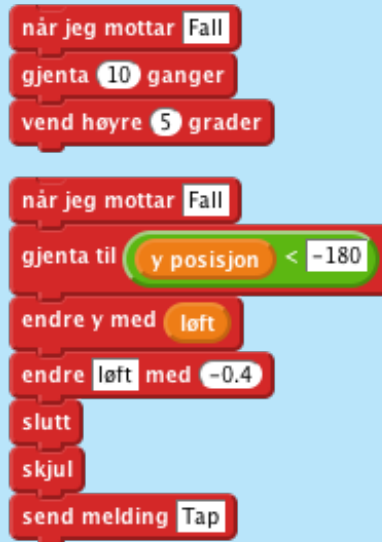 når jeg mottar Fall
gjenta 10 ganger
vend høyre 5 grader
når jeg mottar Fall
gjenta til y posisjon < -180
endre y med løft
endre løft med -0.4
slutt
skjul
send melding Tap